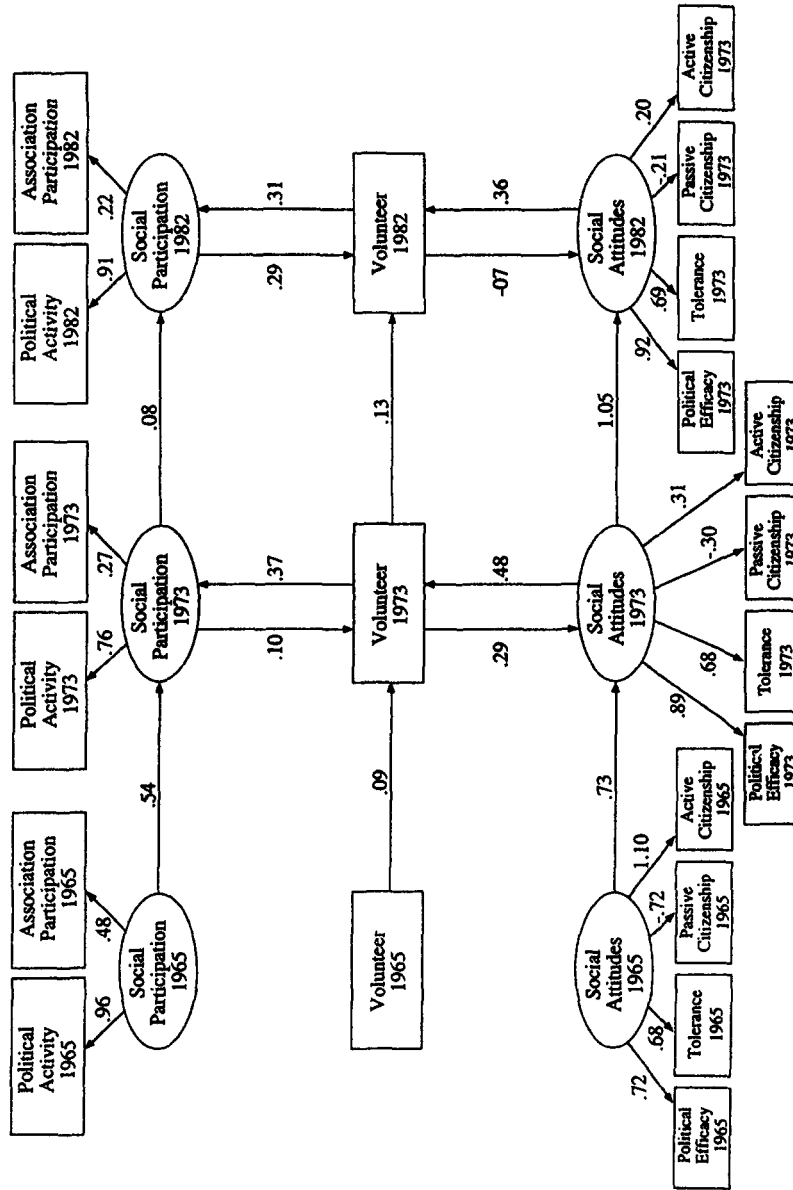 Political
Activity
1965
Association
Participation
1965
Political
Activity
1973
Association
Participation
1973
Political
Activity
1982
Association
Participation
1982
.96
.48
.76
.27
.91
.22
Social
Participation
1965
.54
Social
Participation
1973
.08
Social
Participation
1982
.10
.37
.29
.31
Volunteer
1965
.09
Volunteer
1973
.13
Volunteer
1982
.29
.48
-07
.36
Social
Attitudes
1965
.73
Social
Attitudes
1973
1.05
Social
Attitudes
1982
.72
.68
-.72
1.10
.89
.68
-.30
.31
.92
.69
-.21
.20
Political
Efficacy
1965
Tolerance
1965
Passive
Citizenship
1965
Active
Citizenship
1965
Political
Efficacy
1973
Tolerance
1973
Passive
Citizenship
1973
Active
Citizenship
1973
Political
Efficacy
1973
Tolerance
1973
Passive
Citizenship
1973
Active
Citizenship
1973